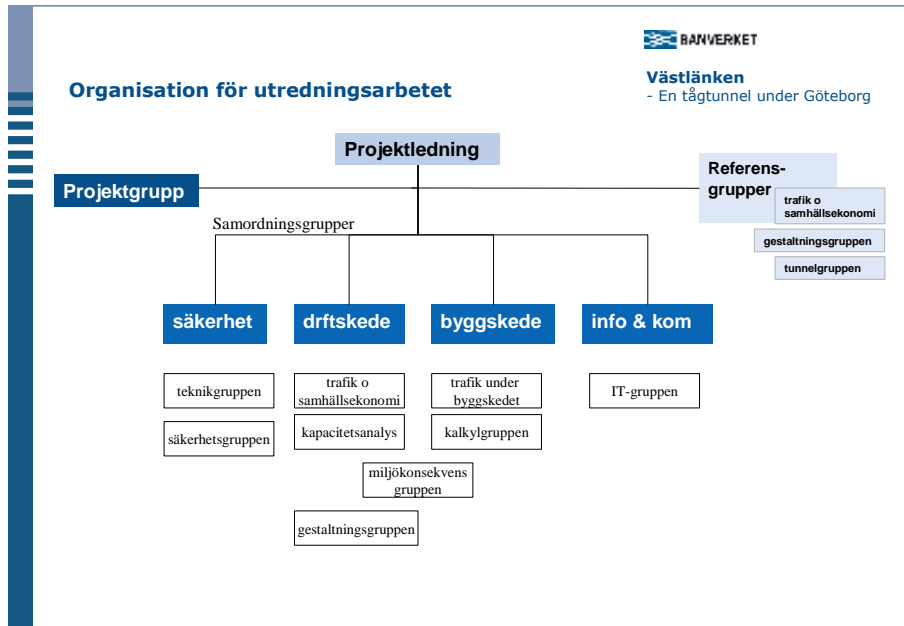 BANVERKET
Organisation för utredningsarbetet
Västlänken
- En tågtunnel under Göteborg
Projektledning
Projektgrupp
Referens-
grupper
trafik o
samhällsekonomi
gestaltningsgruppen
tunnelgruppen
Samordningsgrupper
säkerhet
drftskede
byggskede
info & kom
teknikgruppen
trafik o
samhällsekonomi
trafik under
byggskedet
IT-gruppen
säkerhetsgruppen
kapacitetsanalys
kalkylgruppen
miljökonsekvens
gruppen
gestaltningsgruppen